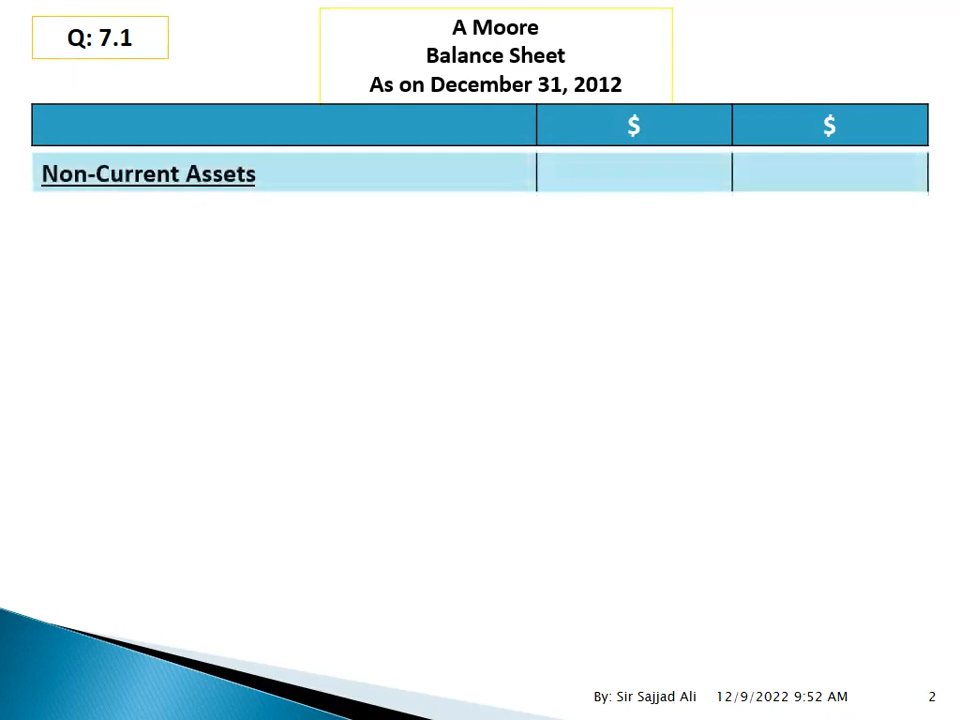 Q: 7.1
A Moore
Balance Sheet
As on December 31, 2012
$ $
Non-Current Assets
By: Sir Sajjad Ali 12/9/2022 9:52 AM 2